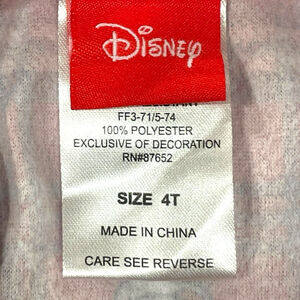 Disney
FF3-71/5-74
100% POLYESTER
EXCLUSIVE OF DECORATION
RN#87652
SIZE 4T
MADE IN CHINA
CARE SEE REVERSE